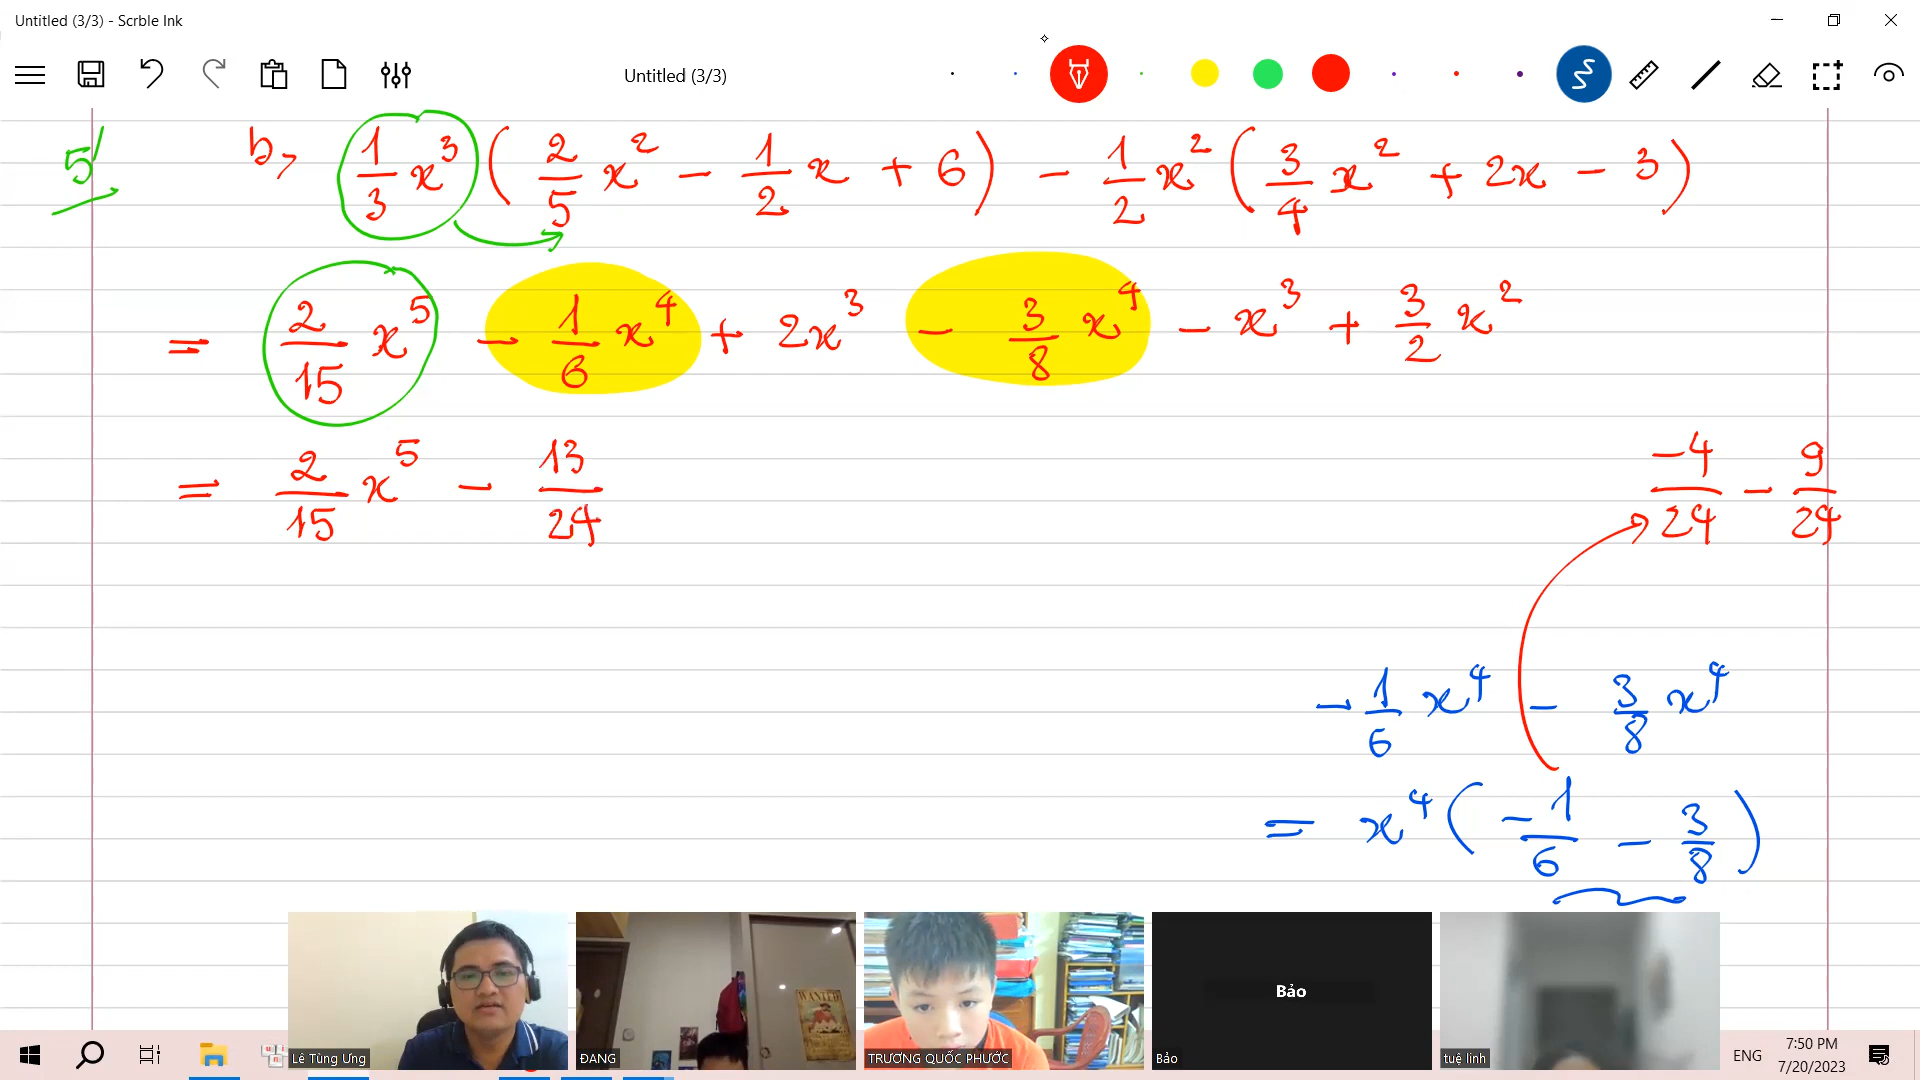 Untitled (3/3) - Scrble Ink
Untitled (3/3)
5'
b, 1/3 x³ ( 2/5 x² - 1/2 x + 6 ) - 1/2 x² ( 3/4 x² + 2x - 3 )
= 2/15 x⁵ - 1/6 x⁴ + 2x³ - 3/8 x⁴ - x³ + 3/2 x²
= 2/15 x⁵ - 13/24
-4/24 - 9/24
- 1/6 x⁴ - 3/8 x⁴
= x⁴ ( -1/6 - 3/8 )
Bảo
Lê Tùng Ưng
ĐANG
TRƯƠNG QUỐC PHƯỚC
Bảo
tuệ linh
WANTED
ENG
7:50 PM
7/20/2023